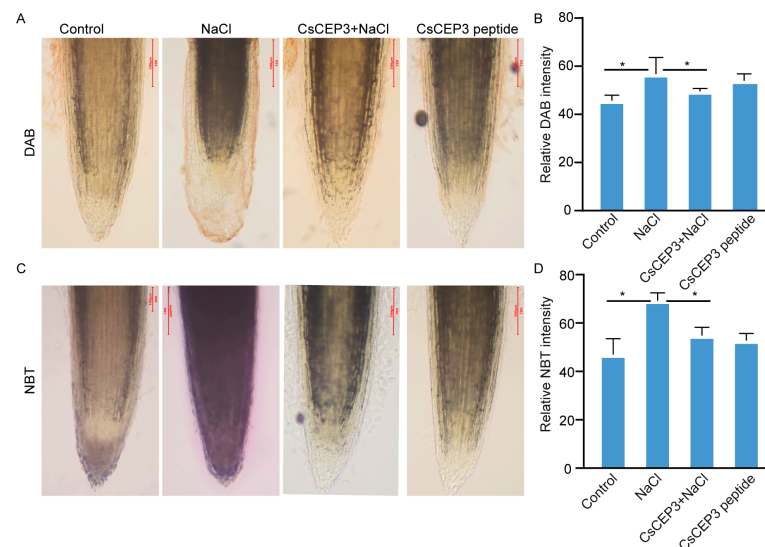 A
Control
NaCl
CsCEP3+NaCl
CsCEP3 peptide
DAB
B
Relative DAB intensity
80
60
40
20
0
*
*
Control
NaCl
CsCEP3+NaCl
CsCEP3 peptide
C
NBT
D
Relative NBT intensity
80
60
40
20
0
*
*
Control
NaCl
CsCEP3+NaCl
CsCEP3 peptide